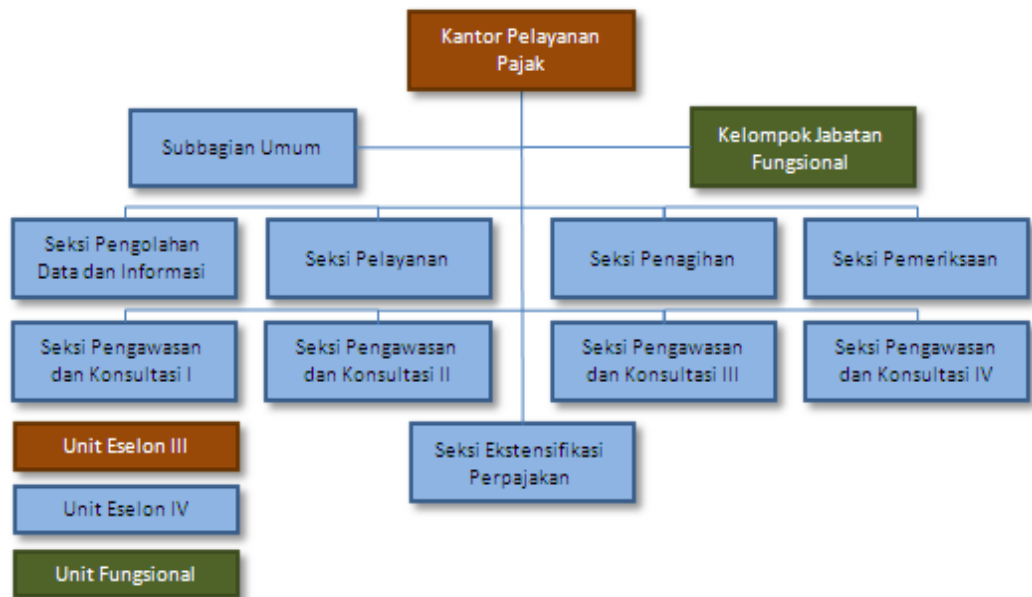 Kantor Pelayanan
Pajak
Subbagian Umum
Kelompok Jabatan
Fungsional
Seksi Pengolahan
Data dan Informasi
Seksi Pelayanan
Seksi Penagihan
Seksi Pemeriksaan
Seksi Pengawasan
dan Konsultasi I
Seksi Pengawasan
dan Konsultasi II
Seksi Pengawasan
dan Konsultasi III
Seksi Pengawasan
dan Konsultasi IV
Seksi Ekstensifikasi
Perpajakan
Unit Eselon III
Unit Eselon IV
Unit Fungsional